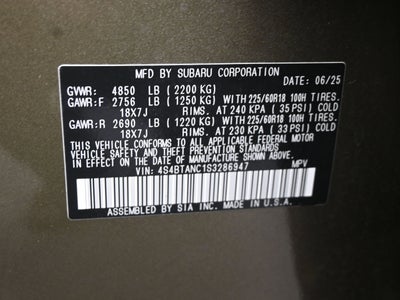 MFD BY SUBARU CORPORATION DATE: 06/25
GVWR: 4850 LB (2200 KG)
GAWR:F 2756 LB (1250 KG) WITH 225/60R18 100H TIRES.
18X7J RIMS. AT 240 KPA (35 PSI) COLD
GAWR:R 2690 LB (1220 KG) WITH 225/60R18 100H TIRES.
18X7J RIMS. AT 230 KPA (33 PSI) COLD
THIS VEHICLE CONFORMS TO ALL APPLICABLE FEDERAL MOTOR
VEHICLE SAFETY AND THEFT PREVENTION STANDARDS
IN EFFECT ON THE DATE OF MANUFACTURE SHOWN ABOVE.
VIN: 4S4BTANC1S3286947 MPV
ASSEMBLED BY SIA INC. MADE IN U.S.A.